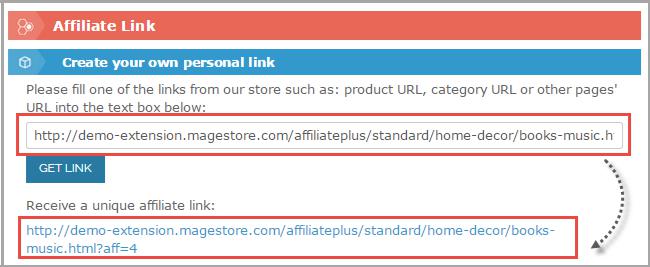 Affiliate Link
Create your own personal link
Please fill one of the links from our store such as: product URL, category URL or other pages'
URL into the text box below:
http://demo-extension.magestore.com/affiliateplus/standard/home-decor/books-music.h
GET LINK
Receive a unique affiliate link:
http://demo-extension.magestore.com/affiliateplus/standard/home-decor/books-
music.html?aff=4